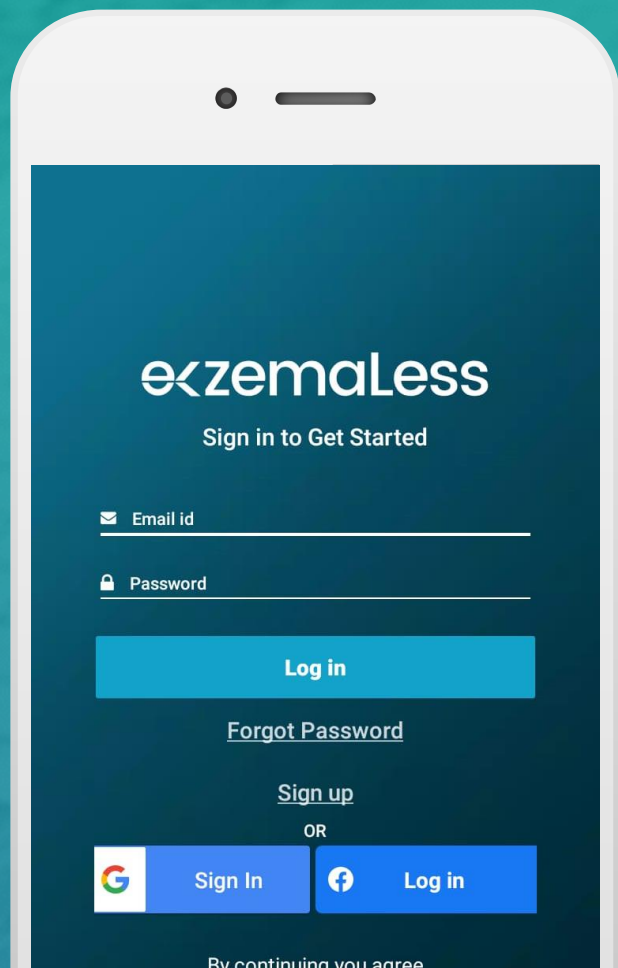 ekzemaLess
Sign in to Get Started
Email id
Password
Log in
Forgot Password
Sign up
OR
Sign In
Log in
By continuing you agree